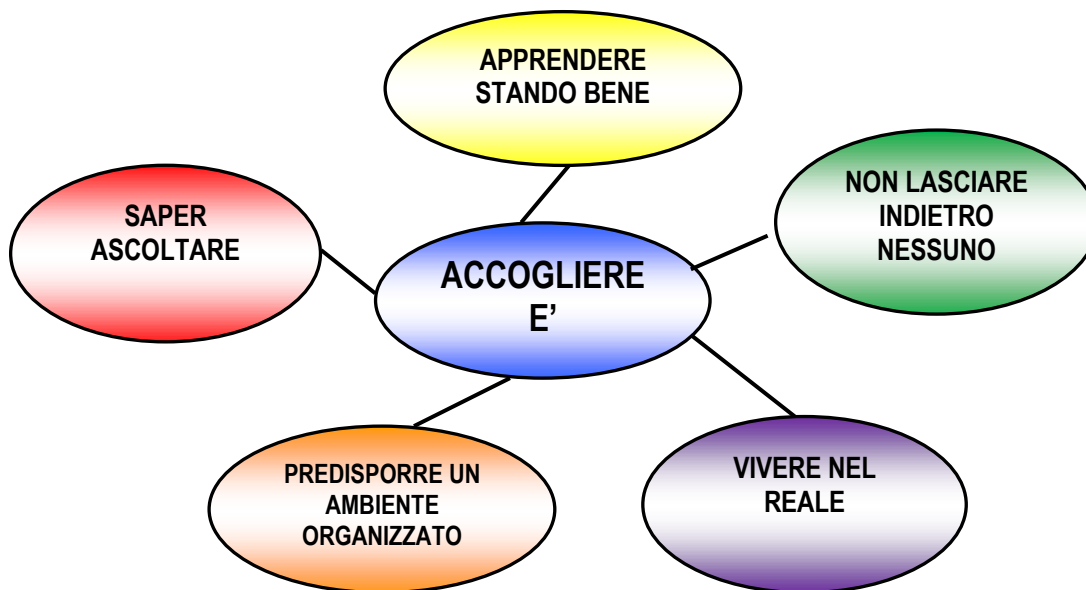 APPRENDERE
STANDO BENE
NON LASCIARE
INDIETRO
NESSUNO
SAPER
ASCOLTARE
ACCOGLIERE
E’
PREDISPORRE UN
AMBIENTE
ORGANIZZATO
VIVERE NEL
REALE